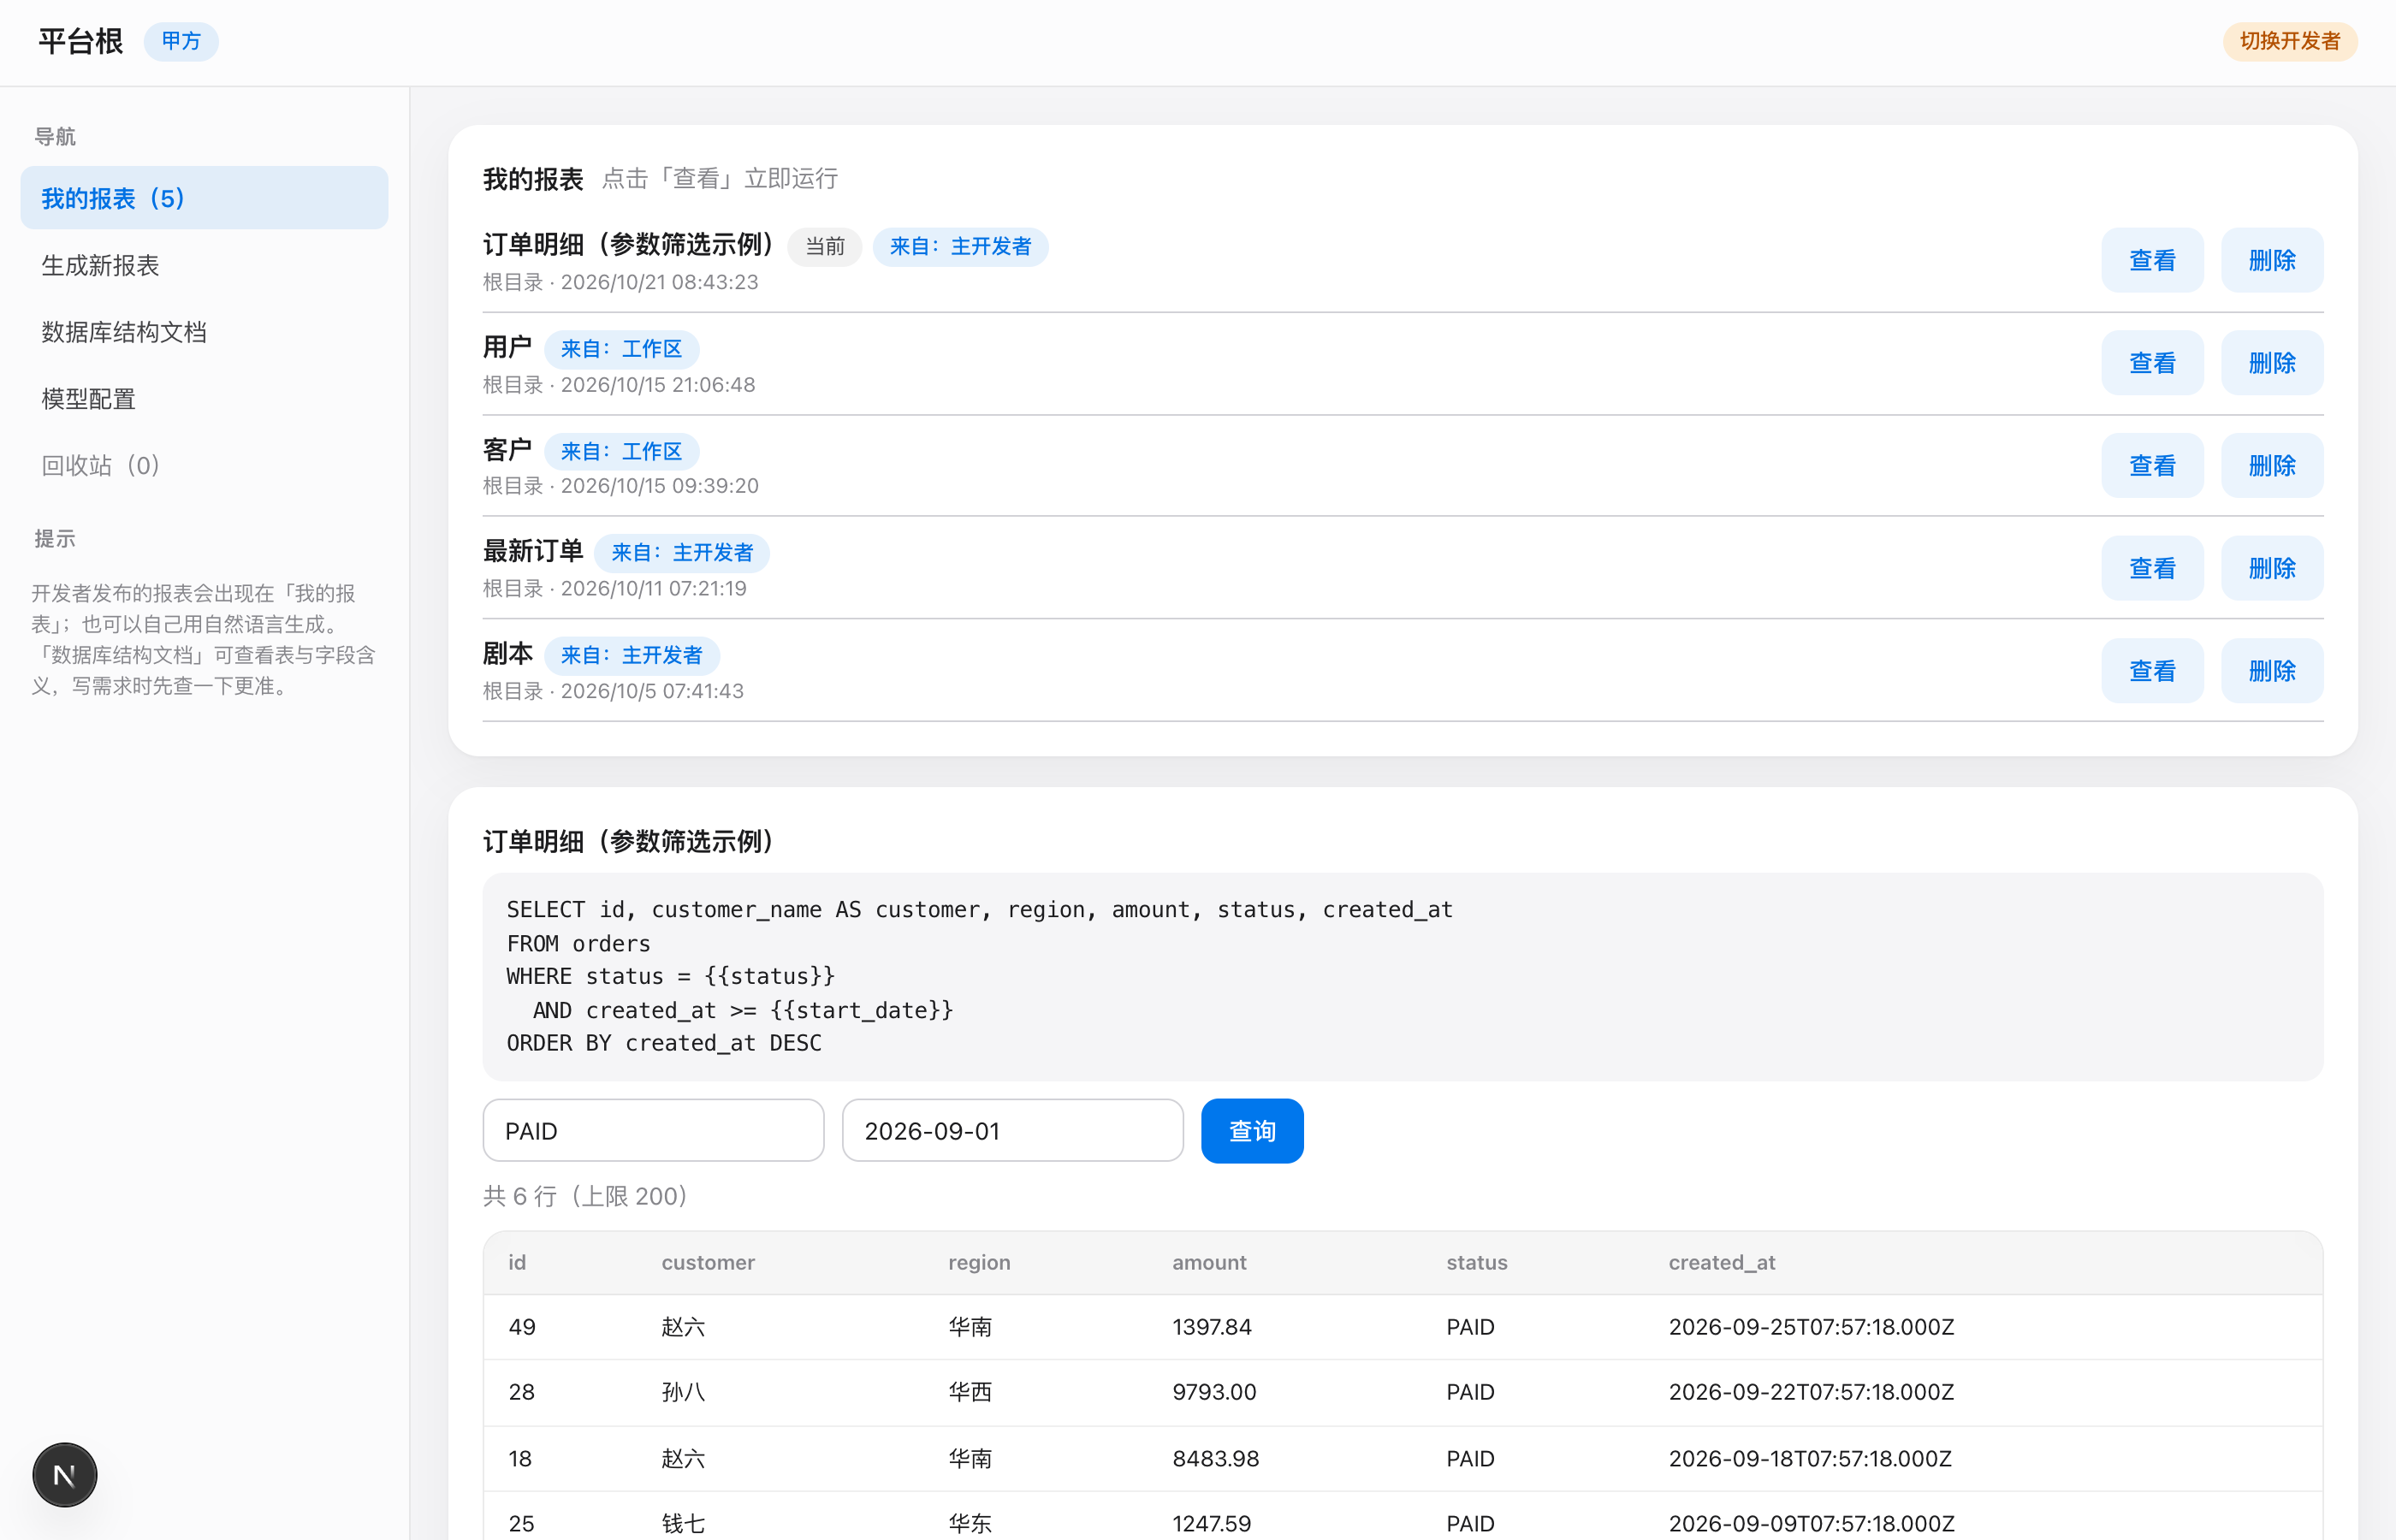 平台根 甲方 切换开发者
导航
我的报表（5）
生成新报表
数据库结构文档
模型配置
回收站（0）
提示
开发者发布的报表会出现在「我的报
表」；也可以自己用自然语言生成。
「数据库结构文档」可查看表与字段含
义，写需求时先查一下更准。
我的报表 点击「查看」立即运行
订单明细（参数筛选示例） 当前 来自：主开发者
根目录 · 2026/10/21 08:43:23
查看 删除
用户 来自：工作区
根目录 · 2026/10/15 21:06:48
查看 删除
客户 来自：工作区
根目录 · 2026/10/15 09:39:20
查看 删除
最新订单 来自：主开发者
根目录 · 2026/10/11 07:21:19
查看 删除
剧本 来自：主开发者
根目录 · 2026/10/5 07:41:43
查看 删除
订单明细（参数筛选示例）
SELECT id, customer_name AS customer, region, amount, status, created_at
FROM orders
WHERE status = {{status}}
  AND created_at >= {{start_date}}
ORDER BY created_at DESC
PAID 2026-09-01 查询
共 6 行（上限 200）
id customer region amount status created_at
49 赵六 华南 1397.84 PAID 2026-09-25T07:57:18.000Z
28 孙八 华西 9793.00 PAID 2026-09-22T07:57:18.000Z
18 赵六 华南 8483.98 PAID 2026-09-18T07:57:18.000Z
25 钱七 华东 1247.59 PAID 2026-09-09T07:57:18.000Z
N